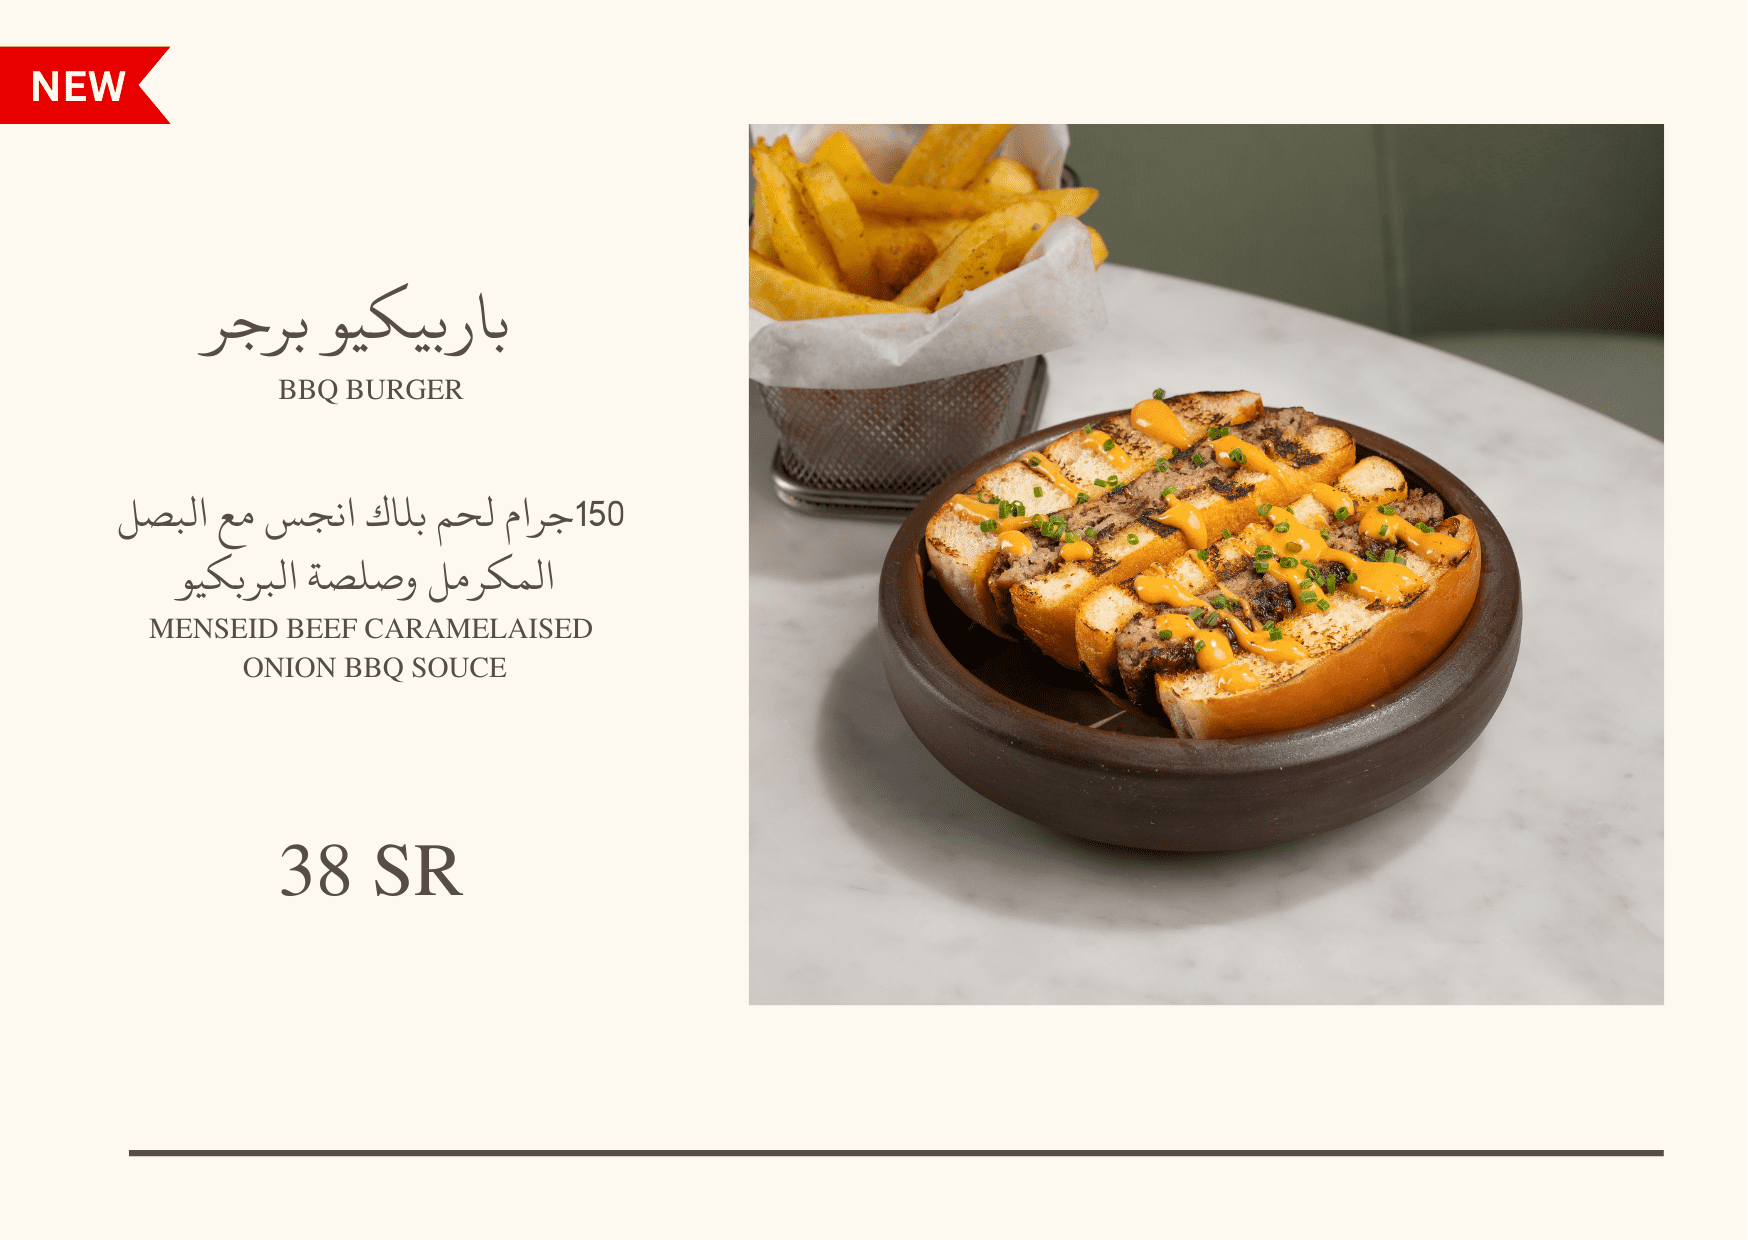 NEW
باربيكيو برجر
BBQ BURGER
150جرام لحم بلاك انجس مع البصل
المكرمل وصلصة البربكيو
MENSEID BEEF CARAMELAISED
ONION BBQ SOUCE
38 SR